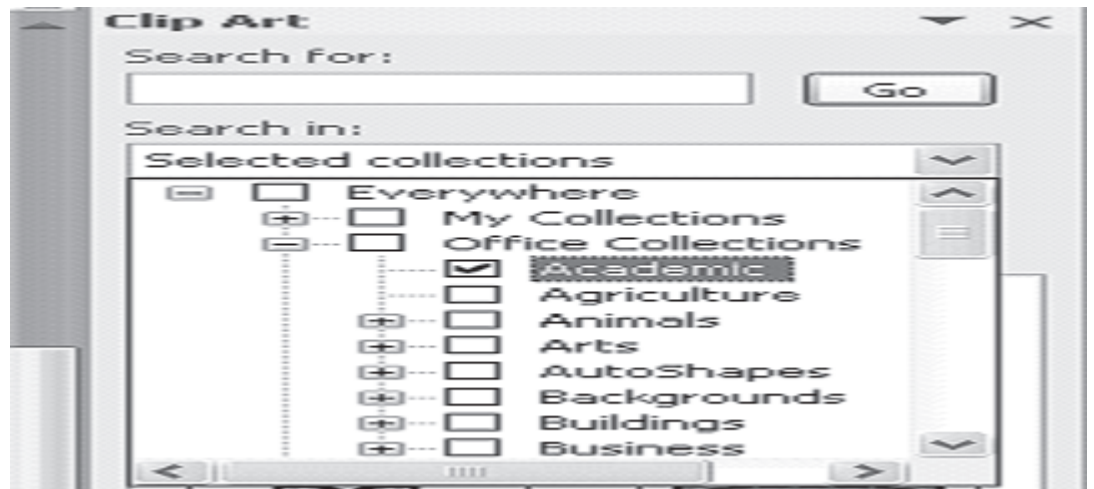 Clip Art
Search for:
Go
Search in:
Selected collections
Everywhere
My Collections
Office Collections
Academic
Agriculture
Animals
Arts
AutoShapes
Backgrounds
Buildings
Business